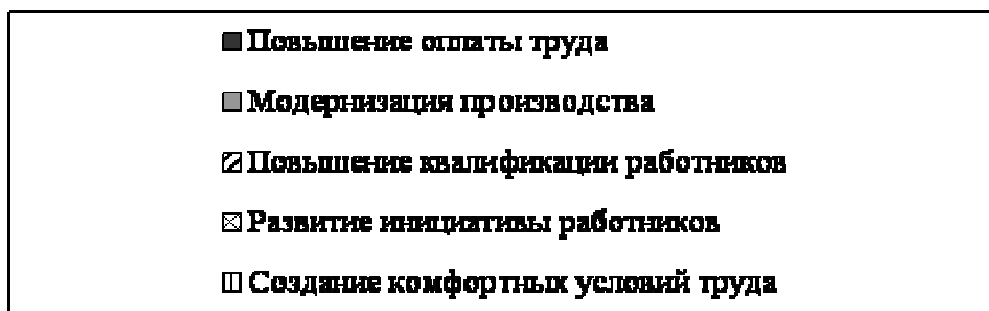 Повышение оплаты труда
Модернизация производства
Повышение квалификации работников
Развитие инициативы работников
Создание комфортных условий труда